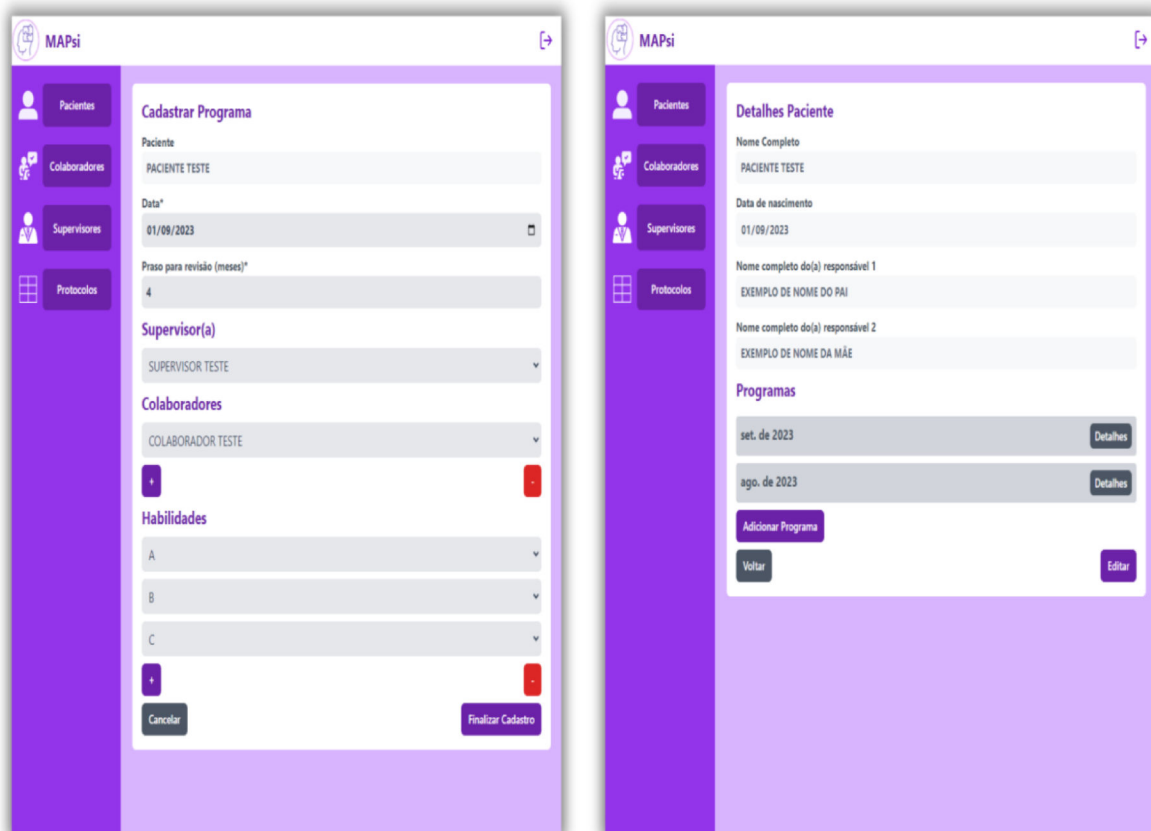 MAPsi
Pacientes
Colaboradores
Supervisores
Protocolos
Cadastrar Programa
Paciente
PACIENTE TESTE
Data*
01/09/2023
Praso para revisão (meses)*
4
Supervisor(a)
SUPERVISOR TESTE
Colaboradores
COLABORADOR TESTE
+ -
Habilidades
A
B
C
+ -
Cancelar Finalizar Cadastro
MAPsi
Pacientes
Colaboradores
Supervisores
Protocolos
Detalhes Paciente
Nome Completo
PACIENTE TESTE
Data de nascimento
01/09/2023
Nome completo do(a) responsável 1
EXEMPLO DE NOME DO PAI
Nome completo do(a) responsável 2
EXEMPLO DE NOME DA MÃE
Programas
set. de 2023 Detalhes
ago. de 2023 Detalhes
Adicionar Programa
Voltar Editar